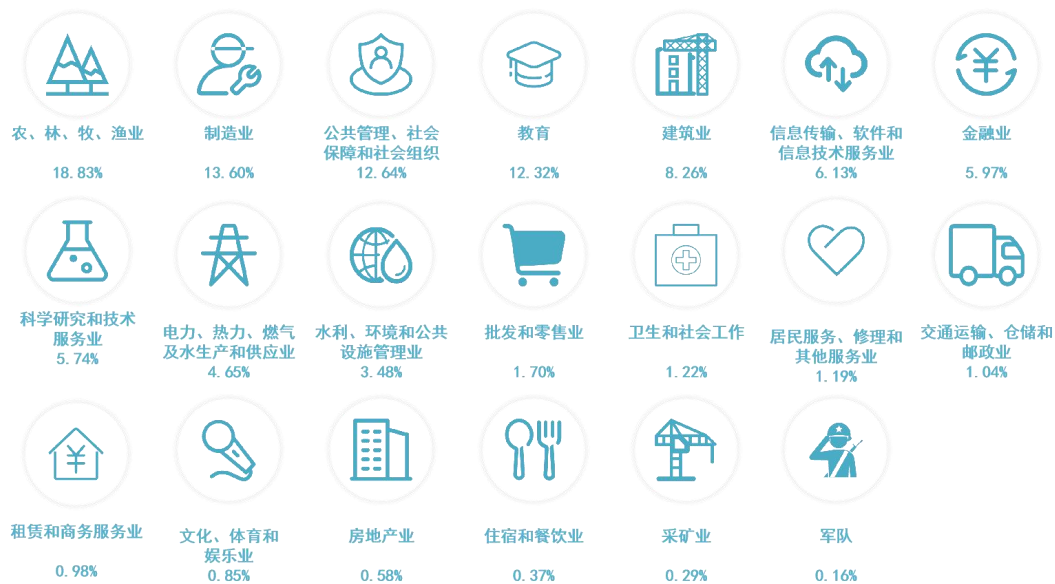 农、林、牧、渔业
18.83%
制造业
13.60%
公共管理、社会
保障和社会组织
12.64%
教育
12.32%
建筑业
8.26%
信息传输、软件和
信息技术服务业
6.13%
金融业
5.97%
科学研究和技术
服务业
5.74%
电力、热力、燃气
及水生产和供应业
4.65%
水利、环境和公共
设施管理业
3.48%
批发和零售业
1.70%
卫生和社会工作
1.22%
居民服务、修理和
其他服务业
1.19%
交通运输、仓储和
邮政业
1.04%
租赁和商务服务业
0.98%
文化、体育和
娱乐业
0.85%
房地产业
0.58%
住宿和餐饮业
0.37%
采矿业
0.29%
军队
0.16%